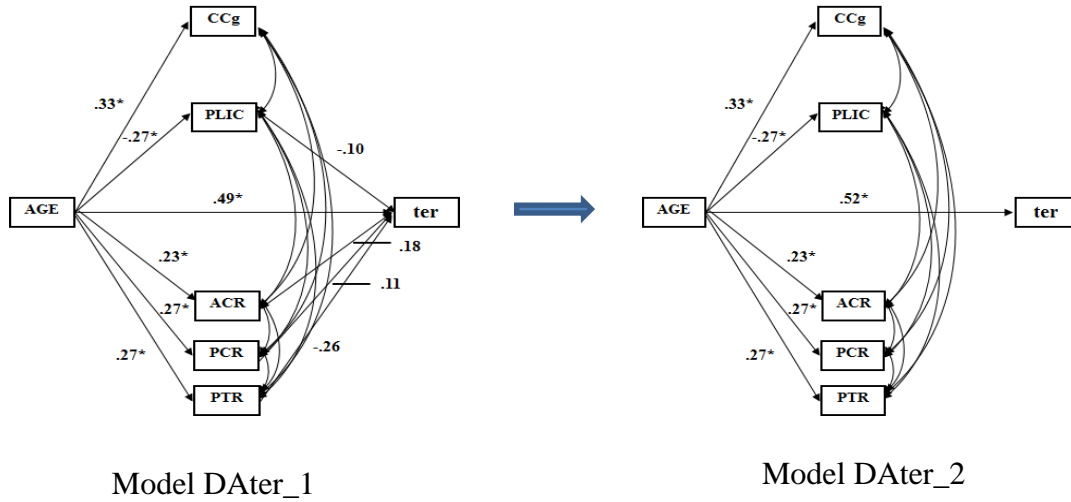 CCg
.33*
PLIC
-.27*
-.10
AGE
.49*
ter
.18
.23*
.11
ACR
.27*
PCR
-.26
.27*
PTR
Model DAter_1
CCg
.33*
PLIC
-.27*
AGE
.52*
ter
.23*
ACR
.27*
PCR
.27*
PTR
Model DAter_2